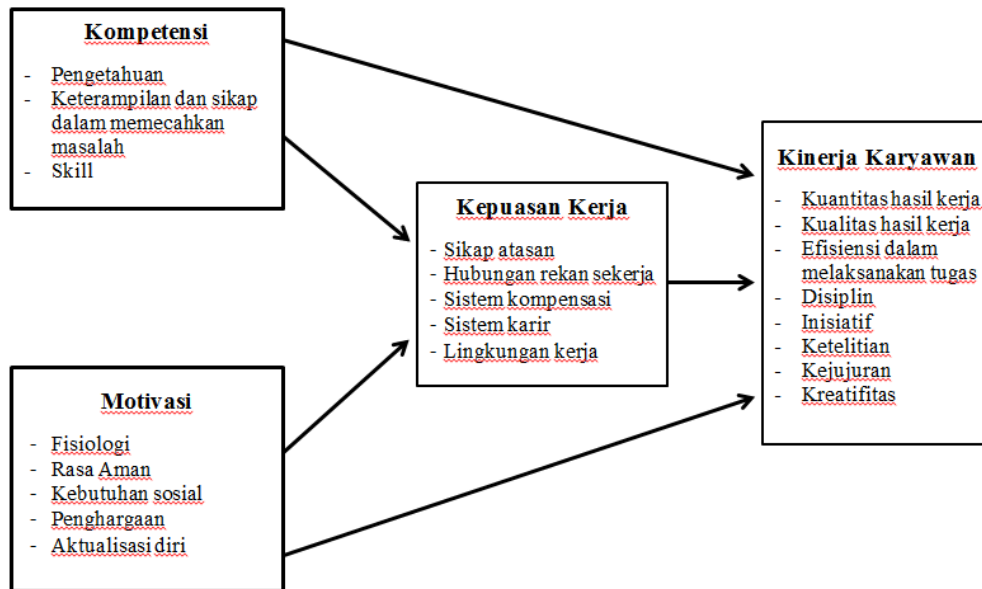 Kompetensi
- Pengetahuan
- Keterampilan dan sikap
dalam memecahkan
masalah
- Skill
Motivasi
- Fisiologi
- Rasa Aman
- Kebutuhan sosial
- Penghargaan
- Aktualisasi diri
Kepuasan Kerja
- Sikap atasan
- Hubungan rekan sekerja
- Sistem kompensasi
- Sistem karir
- Lingkungan kerja
Kinerja Karyawan
- Kuantitas hasil kerja
- Kualitas hasil kerja
- Efisiensi dalam
melaksanakan tugas
- Disiplin
- Inisiatif
- Ketelitian
- Kejujuran
- Kreatifitas